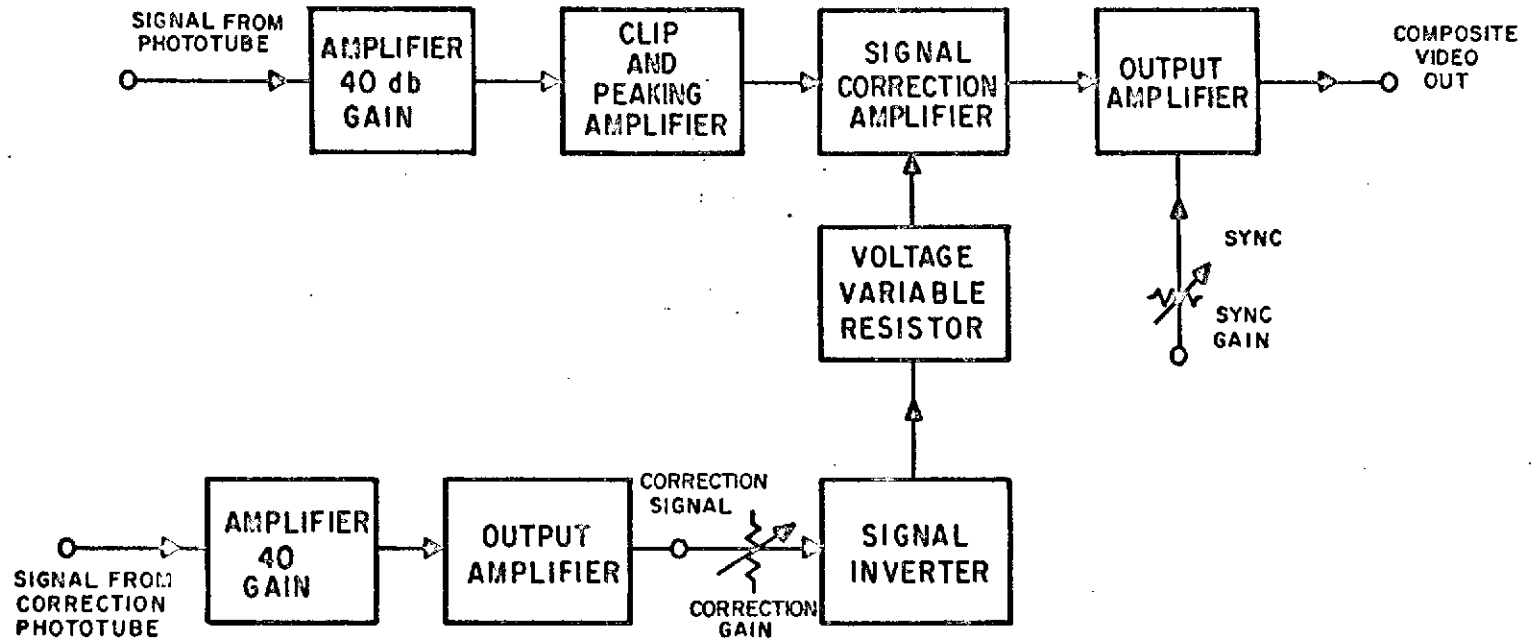 SIGNAL FROM
PHOTOTUBE
AMPLIFIER
40 db
GAIN
CLIP
AND
PEAKING
AMPLIFIER
SIGNAL
CORRECTION
AMPLIFIER
OUTPUT
AMPLIFIER
COMPOSITE
VIDEO
OUT
VOLTAGE
VARIABLE
RESISTOR
SYNC
SYNC
GAIN
SIGNAL FROM
CORRECTION
PHOTOTUBE
AMPLIFIER
40
GAIN
OUTPUT
AMPLIFIER
CORRECTION
SIGNAL
CORRECTION
GAIN
SIGNAL
INVERTER